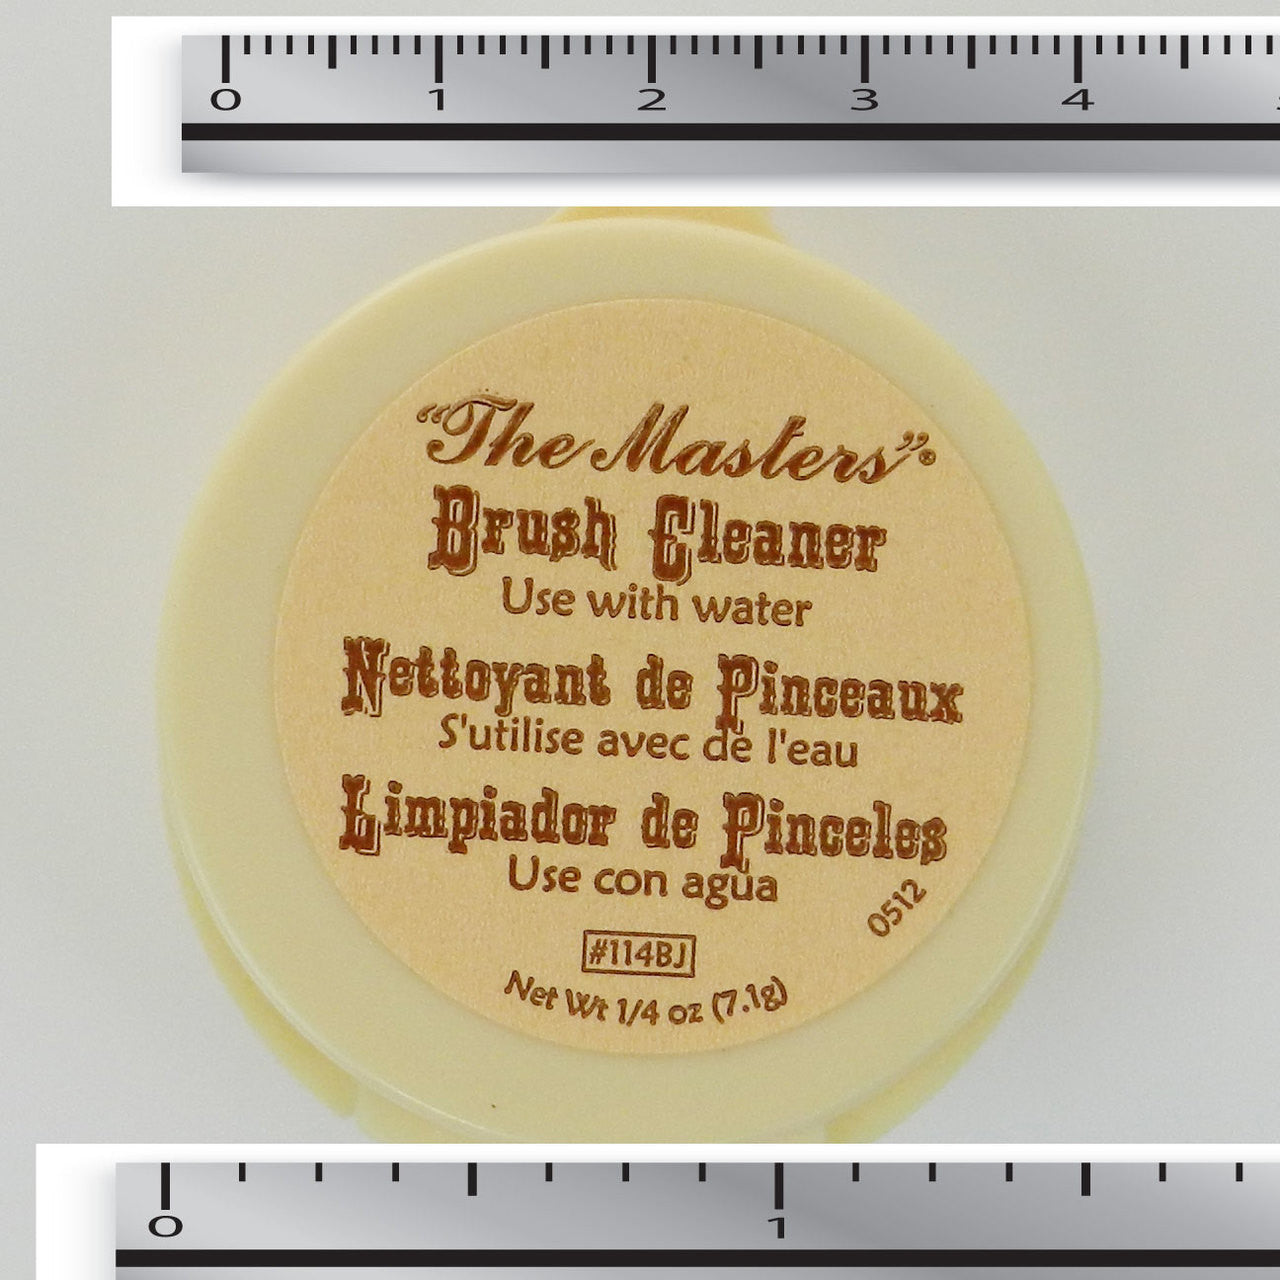 0 1 2 3 4
“The Masters”®
Brush Cleaner
Use with water
Nettoyant de Pinceaux
S'utilise avec de l'eau
Limpiador de Pinceles
Use con agua
0512
#114BJ
Net Wt 1/4 oz (7.1g)
0 1